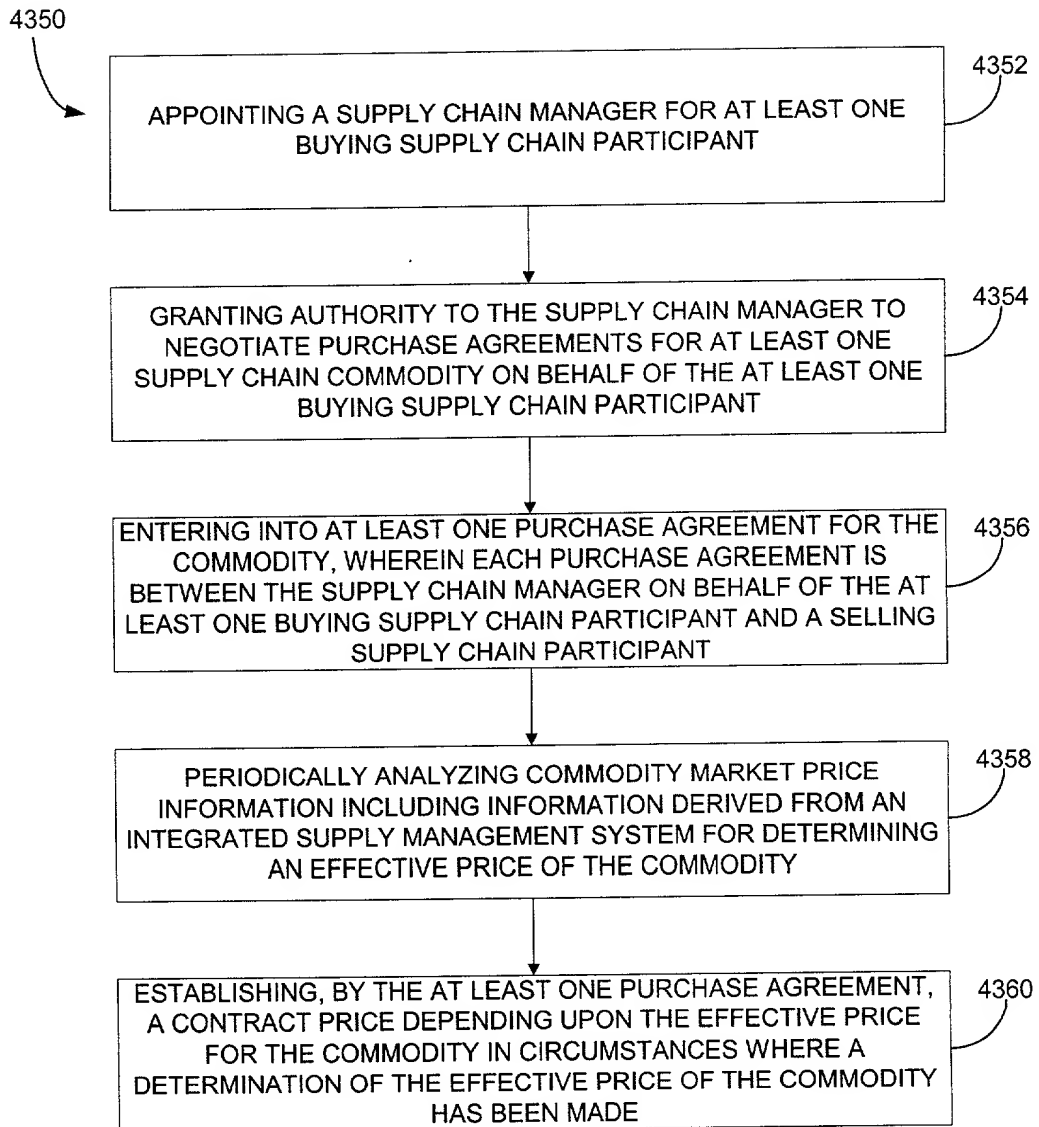 4350
4352
APPOINTING A SUPPLY CHAIN MANAGER FOR AT LEAST ONE
BUYING SUPPLY CHAIN PARTICIPANT
4354
GRANTING AUTHORITY TO THE SUPPLY CHAIN MANAGER TO
NEGOTIATE PURCHASE AGREEMENTS FOR AT LEAST ONE
SUPPLY CHAIN COMMODITY ON BEHALF OF THE AT LEAST ONE
BUYING SUPPLY CHAIN PARTICIPANT
4356
ENTERING INTO AT LEAST ONE PURCHASE AGREEMENT FOR THE
COMMODITY, WHEREIN EACH PURCHASE AGREEMENT IS
BETWEEN THE SUPPLY CHAIN MANAGER ON BEHALF OF THE AT
LEAST ONE BUYING SUPPLY CHAIN PARTICIPANT AND A SELLING
SUPPLY CHAIN PARTICIPANT
4358
PERIODICALLY ANALYZING COMMODITY MARKET PRICE
INFORMATION INCLUDING INFORMATION DERIVED FROM AN
INTEGRATED SUPPLY MANAGEMENT SYSTEM FOR DETERMINING
AN EFFECTIVE PRICE OF THE COMMODITY
4360
ESTABLISHING, BY THE AT LEAST ONE PURCHASE AGREEMENT,
A CONTRACT PRICE DEPENDING UPON THE EFFECTIVE PRICE
FOR THE COMMODITY IN CIRCUMSTANCES WHERE A
DETERMINATION OF THE EFFECTIVE PRICE OF THE COMMODITY
HAS BEEN MADE